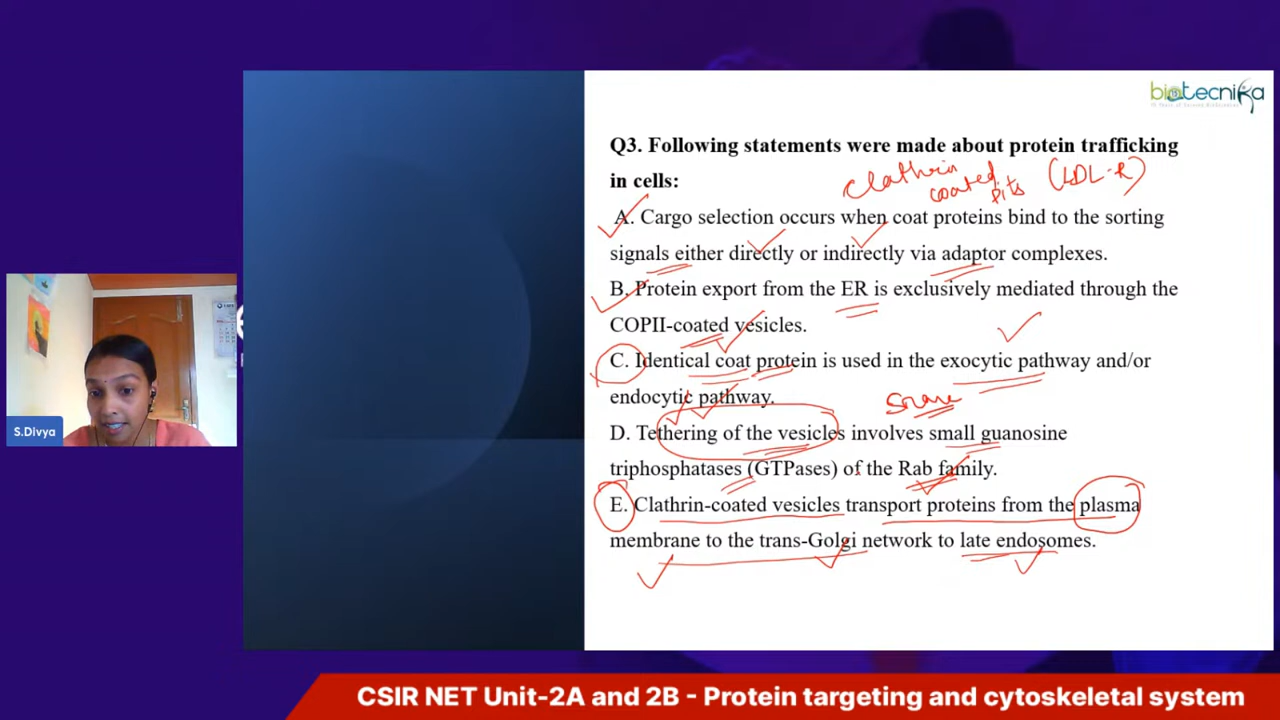 biotecnika
Q3. Following statements were made about protein trafficking
in cells:
clathrin
coated
pits
(LDL-R)
A. Cargo selection occurs when coat proteins bind to the sorting
signals either directly or indirectly via adaptor complexes.
B. Protein export from the ER is exclusively mediated through the
COPII-coated vesicles.
C. Identical coat protein is used in the exocytic pathway and/or
endocytic pathway.
Snare
D. Tethering of the vesicles involves small guanosine
triphosphatases (GTPases) of the Rab family.
E. Clathrin-coated vesicles transport proteins from the plasma
membrane to the trans-Golgi network to late endosomes.
S.Divya
CSIR NET Unit-2A and 2B - Protein targeting and cytoskeletal system